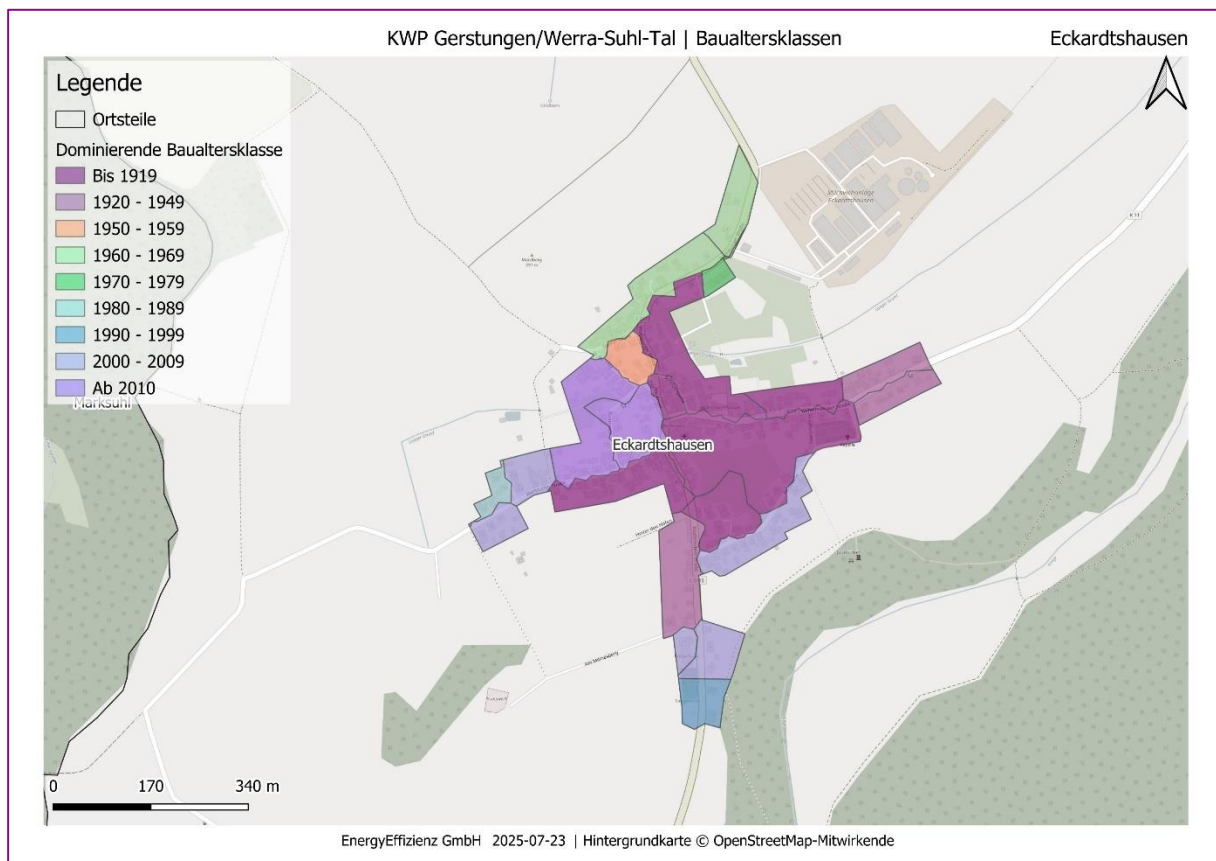 KWP Gerstungen/Werra-Suhl-Tal | Baualtersklassen
Eckardtshausen
Legende
Ortsteile
Dominierende Baualtersklasse
Bis 1919
1920 - 1949
1950 - 1959
1960 - 1969
1970 - 1979
1980 - 1989
1990 - 1999
2000 - 2009
Ab 2010
Marksuhl
Milchviehanlage
Eckardtshausen
Eckardtshausen
0 170 340 m
EnergyEffizienz GmbH 2025-07-23 | Hintergrundkarte © OpenStreetMap-Mitwirkende